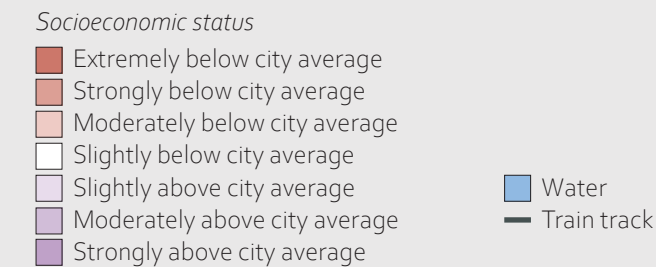 Socioeconomic status
Extremely below city average
Strongly below city average
Moderately below city average
Slightly below city average
Slightly above city average
Water
Moderately above city average
Train track
Strongly above city average